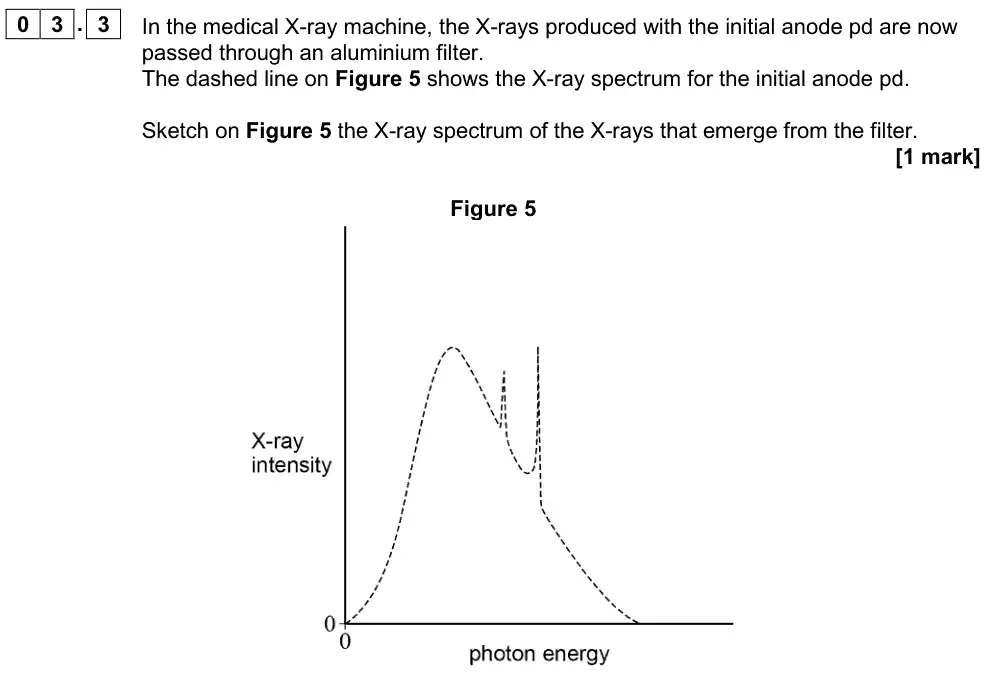 0 3 . 3 In the medical X-ray machine, the X-rays produced with the initial anode pd are now
passed through an aluminium filter.
The dashed line on Figure 5 shows the X-ray spectrum for the initial anode pd.
Sketch on Figure 5 the X-ray spectrum of the X-rays that emerge from the filter.
[1 mark]
Figure 5
X-ray
intensity
0
0
photon energy